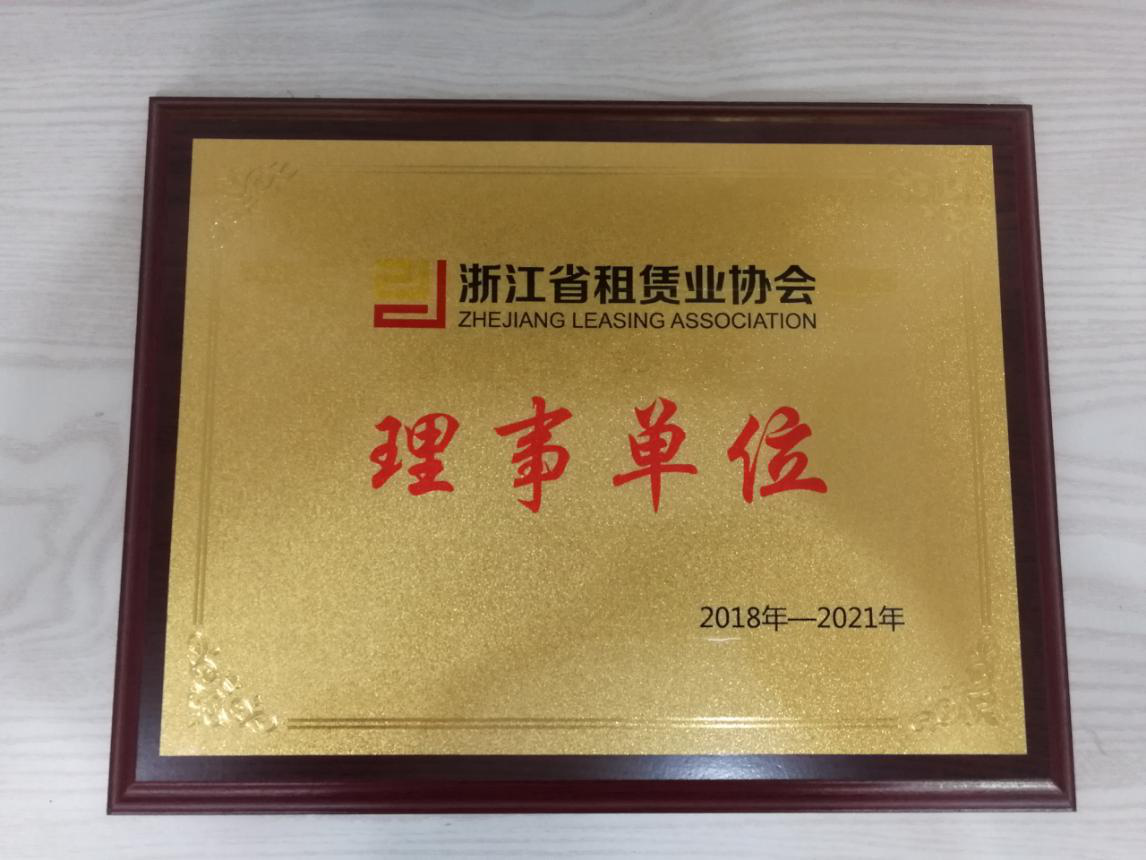 浙江省租赁业协会
ZHEJIANG LEASING ASSOCIATION
理事单位
2018年—2021年